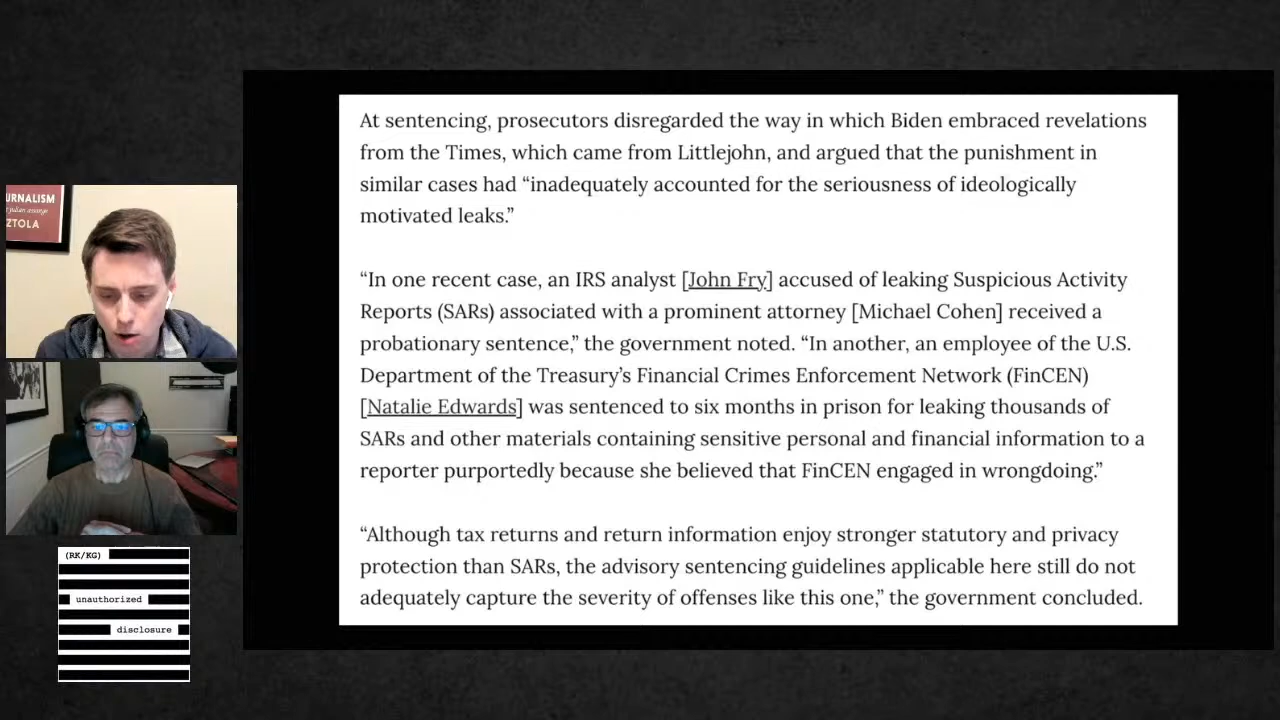 URNALISM
julian assange
ZTOLA
(RK/KG)
unauthorized
disclosure
At sentencing, prosecutors disregarded the way in which Biden embraced revelations
from the Times, which came from Littlejohn, and argued that the punishment in
similar cases had “inadequately accounted for the seriousness of ideologically
motivated leaks.”
“In one recent case, an IRS analyst [John Fry] accused of leaking Suspicious Activity
Reports (SARs) associated with a prominent attorney [Michael Cohen] received a
probationary sentence,” the government noted. “In another, an employee of the U.S.
Department of the Treasury’s Financial Crimes Enforcement Network (FinCEN)
[Natalie Edwards] was sentenced to six months in prison for leaking thousands of
SARs and other materials containing sensitive personal and financial information to a
reporter purportedly because she believed that FinCEN engaged in wrongdoing.”
“Although tax returns and return information enjoy stronger statutory and privacy
protection than SARs, the advisory sentencing guidelines applicable here still do not
adequately capture the severity of offenses like this one,” the government concluded.